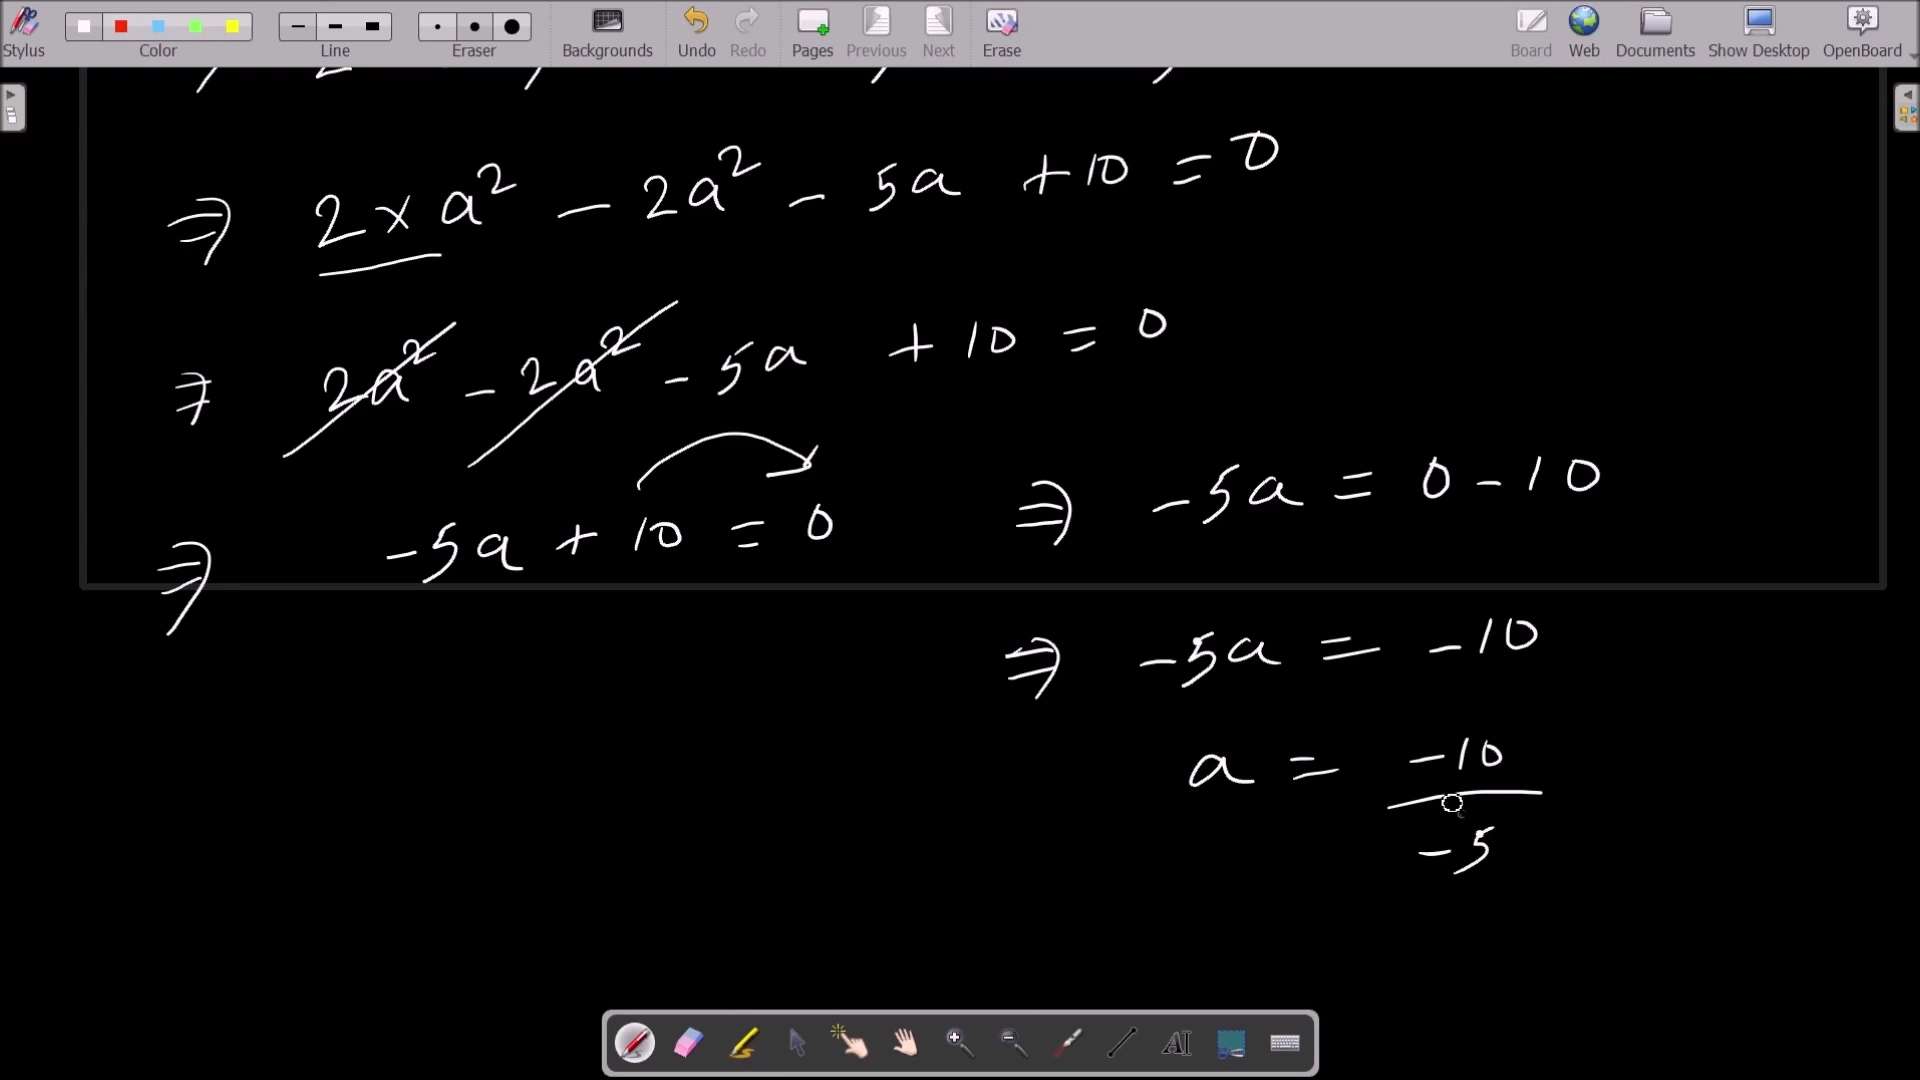 Stylus Color Line Eraser Backgrounds Undo Redo Pages Previous Next Erase Board Web Documents Show Desktop OpenBoard
⇒ 2 × a² - 2a² - 5a + 10 = 0
⇒ 2a² - 2a² - 5a + 10 = 0
⇒ -5a + 10 = 0 ⇒ -5a = 0 - 10
⇒ -5a = -10
a = -10/-5
AI